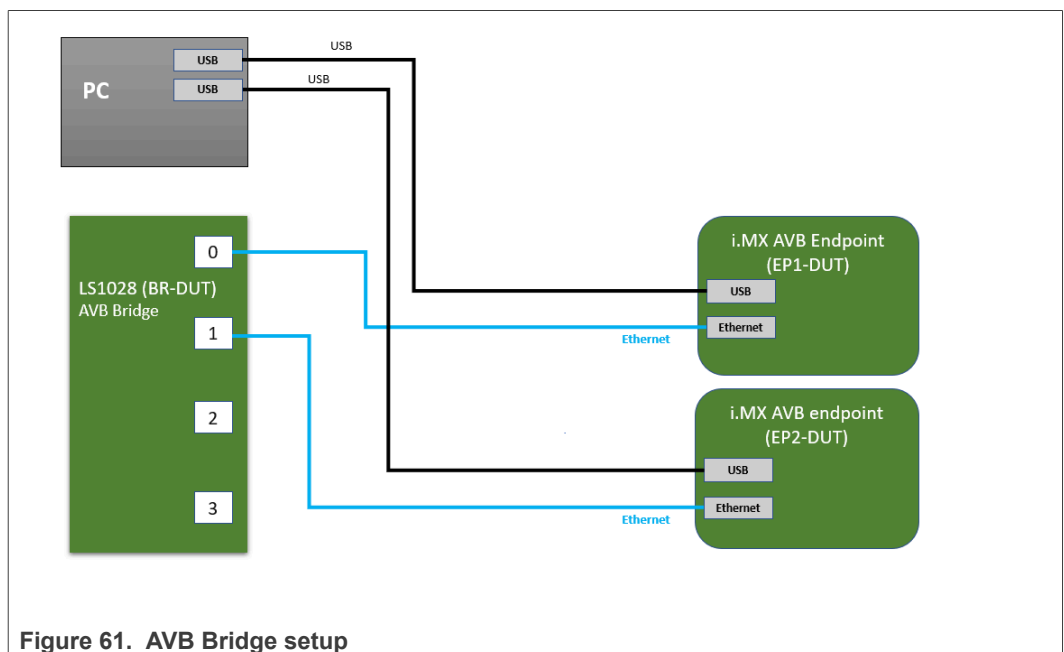 USB
USB
PC
USB
USB
0
LS1028 (BR-DUT)
AVB Bridge
1
2
3
i.MX AVB Endpoint
(EP1-DUT)
USB
Ethernet
Ethernet
i.MX AVB endpoint
(EP2-DUT)
USB
Ethernet
Ethernet
Figure 61. AVB Bridge setup